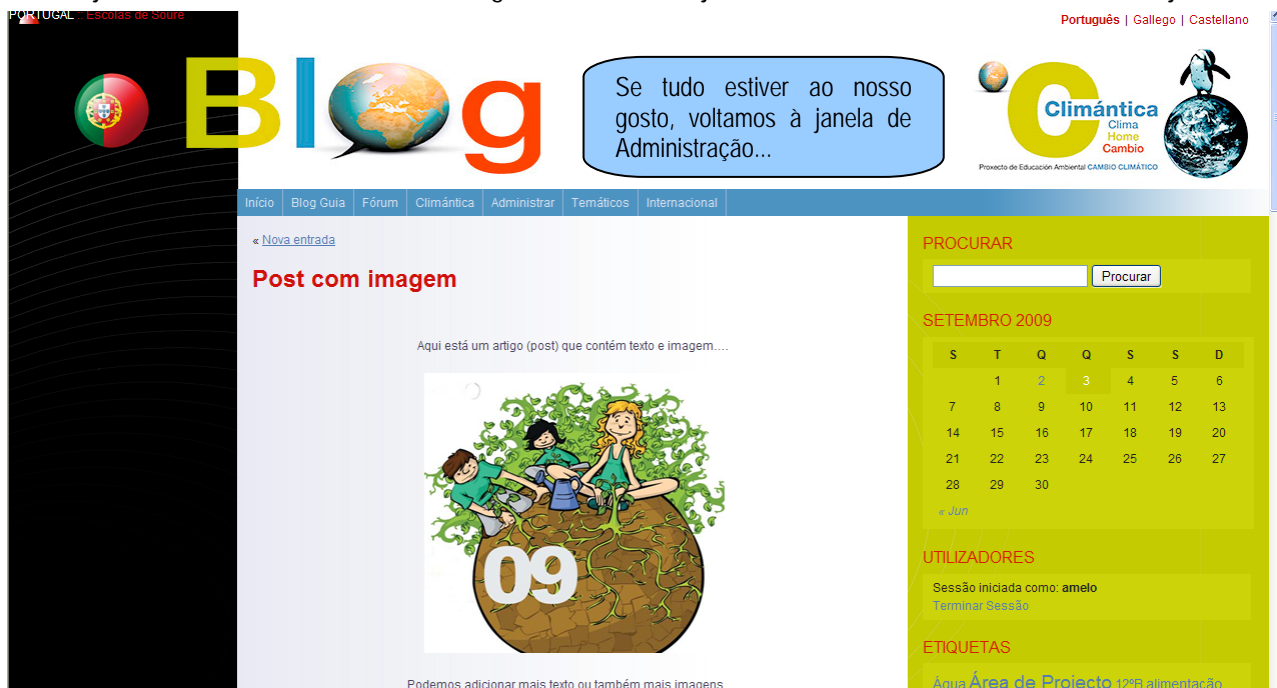 PORTUGAL :: Escolas de Soure
Português | Gallego | Castellano
Blog
Se tudo estiver ao nosso
gosto, voltamos à janela de
Administração...
Climántica
Clima
Home
Cambio
Proxecto de Educación Ambiental CAMBIO CLIMÁTICO
Início Blog Guia Fórum Climántica Administrar Temáticos Internacional
« Nova entrada
Post com imagem
Aqui está um artigo (post) que contém texto e imagem....
09
Podemos adicionar mais texto ou também mais imagens
PROCURAR
Procurar
SETEMBRO 2009
S T Q Q S S D
1 2 3 4 5 6
7 8 9 10 11 12 13
14 15 16 17 18 19 20
21 22 23 24 25 26 27
28 29 30
« Jun
UTILIZADORES
Sessão iniciada como: amelo
Terminar Sessão
ETIQUETAS
Água Área de Projecto 12ºB alimentação